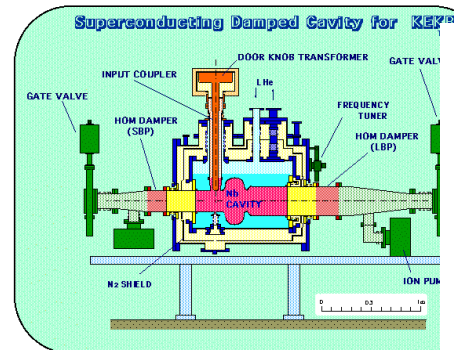 Superconducting Damped Cavity for KEKB
DOOR KNOB TRANSFORMER
INPUT COUPLER
L He
GATE VALVE
GATE VALV
FREQUENCY
TUNER
HOM DAMPER
(SBP)
HOM DAMPER
(LBP)
Nb
CAVITY
N2 SHIELD
ION PUM
0
0.5
1m